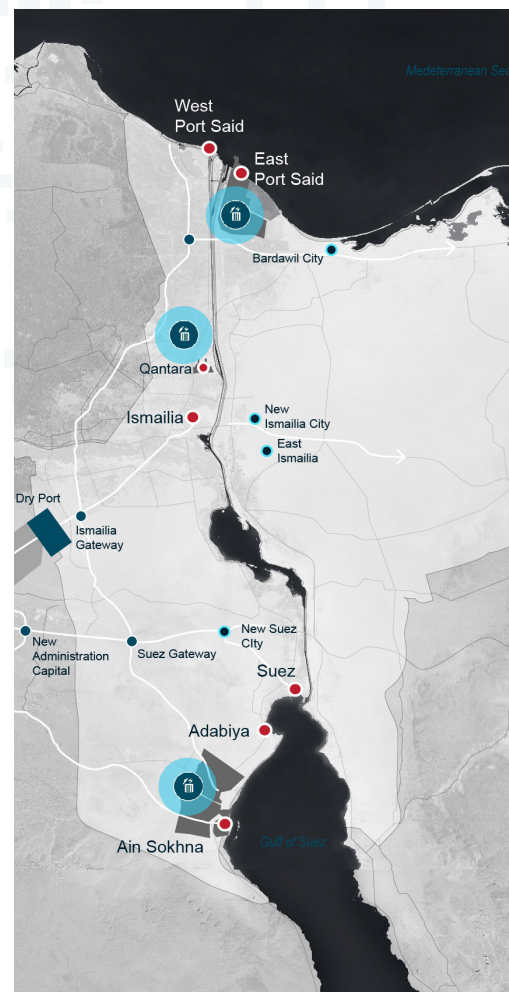 Mediterranean Sea
West
Port Said
East
Port Said
Bardawil City
Qantara
Ismailia
New
Ismailia City
East
Ismailia
Dry Port
Ismailia
Gateway
New Suez
CIty
New
Administration
Capital
Suez Gateway
Suez
Adabiya
Ain Sokhna
Gulf of Suez